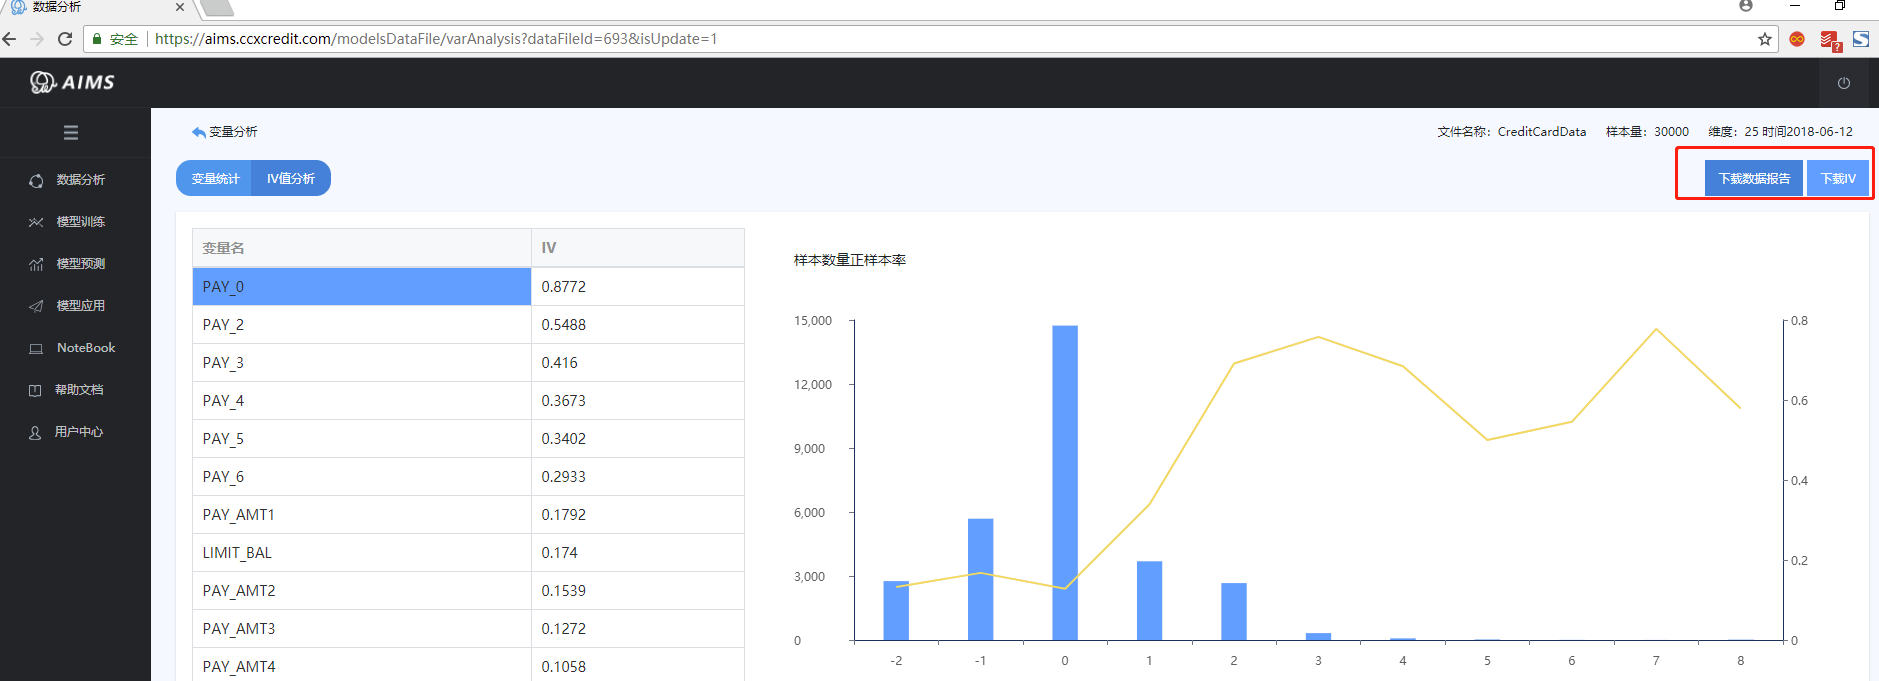 数据分析
安全 https://aims.ccxcredit.com/modelsDataFile/varAnalysis?dataFileId=693&isUpdate=1
AIMS
变量分析
文件名称：CreditCardData 样本量：30000 维度：25 时间2018-06-12
变量统计 IV值分析
下载数据报告 下载IV
数据分析
模型训练
模型预测
模型应用
NoteBook
帮助文档
用户中心
变量名 IV
PAY_0 0.8772
PAY_2 0.5488
PAY_3 0.416
PAY_4 0.3673
PAY_5 0.3402
PAY_6 0.2933
PAY_AMT1 0.1792
LIMIT_BAL 0.174
PAY_AMT2 0.1539
PAY_AMT3 0.1272
PAY_AMT4 0.1058
样本数量正样本率
15,000
12,000
9,000
6,000
3,000
0
0.8
0.6
0.4
0.2
0
-2 -1 0 1 2 3 4 5 6 7 8